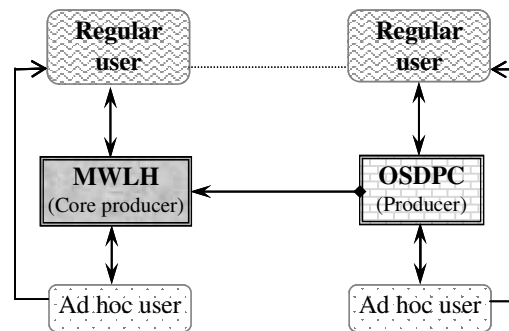 Regular
user
Regular
user
MWLH
(Core producer)
OSDPC
(Producer)
Ad hoc user
Ad hoc user